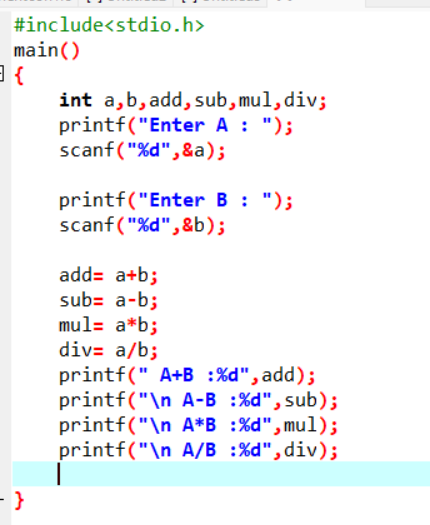 #include<stdio.h>
main()
{
int a,b,add,sub,mul,div;
printf("Enter A : ");
scanf("%d",&a);
printf("Enter B : ");
scanf("%d",&b);
add= a+b;
sub= a-b;
mul= a*b;
div= a/b;
printf(" A+B :%d",add);
printf("\n A-B :%d",sub);
printf("\n A*B :%d",mul);
printf("\n A/B :%d",div);
}